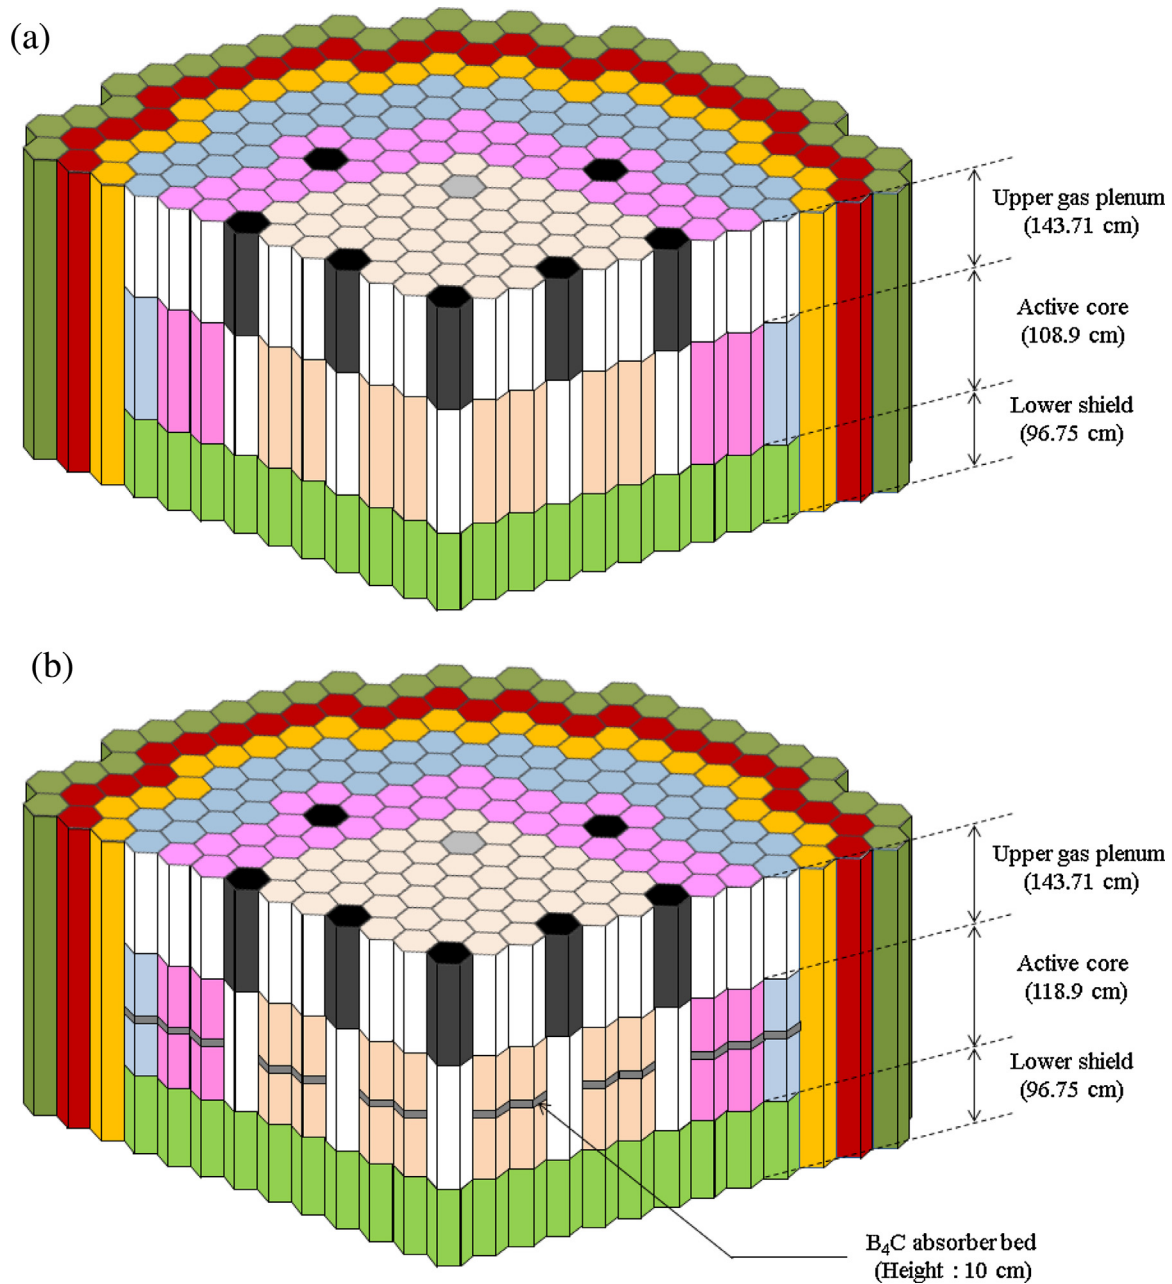 (a)
Upper gas plenum
(143.71 cm)
Active core
(108.9 cm)
Lower shield
(96.75 cm)
(b)
Upper gas plenum
(143.71 cm)
Active core
(118.9 cm)
Lower shield
(96.75 cm)
B₄C absorber bed
(Height : 10 cm)